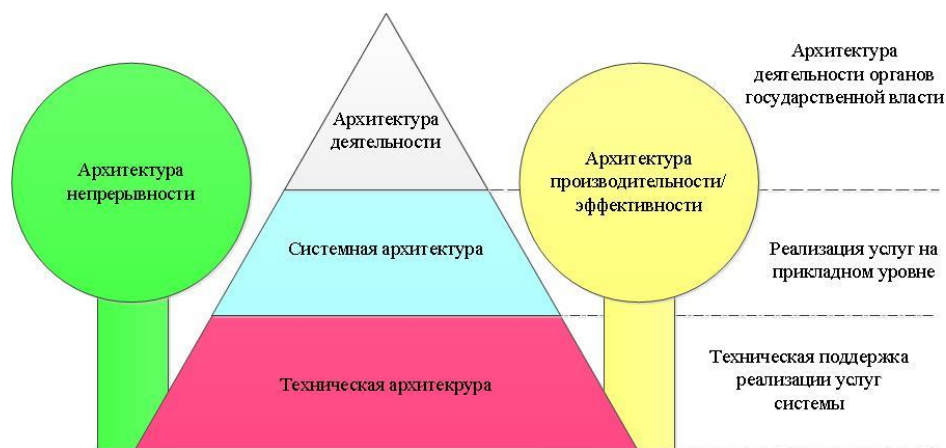 Архитектура
непрерывности
Архитектура
деятельности
Системная архитектура
Техническая архитекрура
Архитектура
производительности/
эффективности
Архитектура
деятельности органов
государственной власти
Реализация услуг на
прикладном уровне
Техническая поддержка
реализации услуг
системы